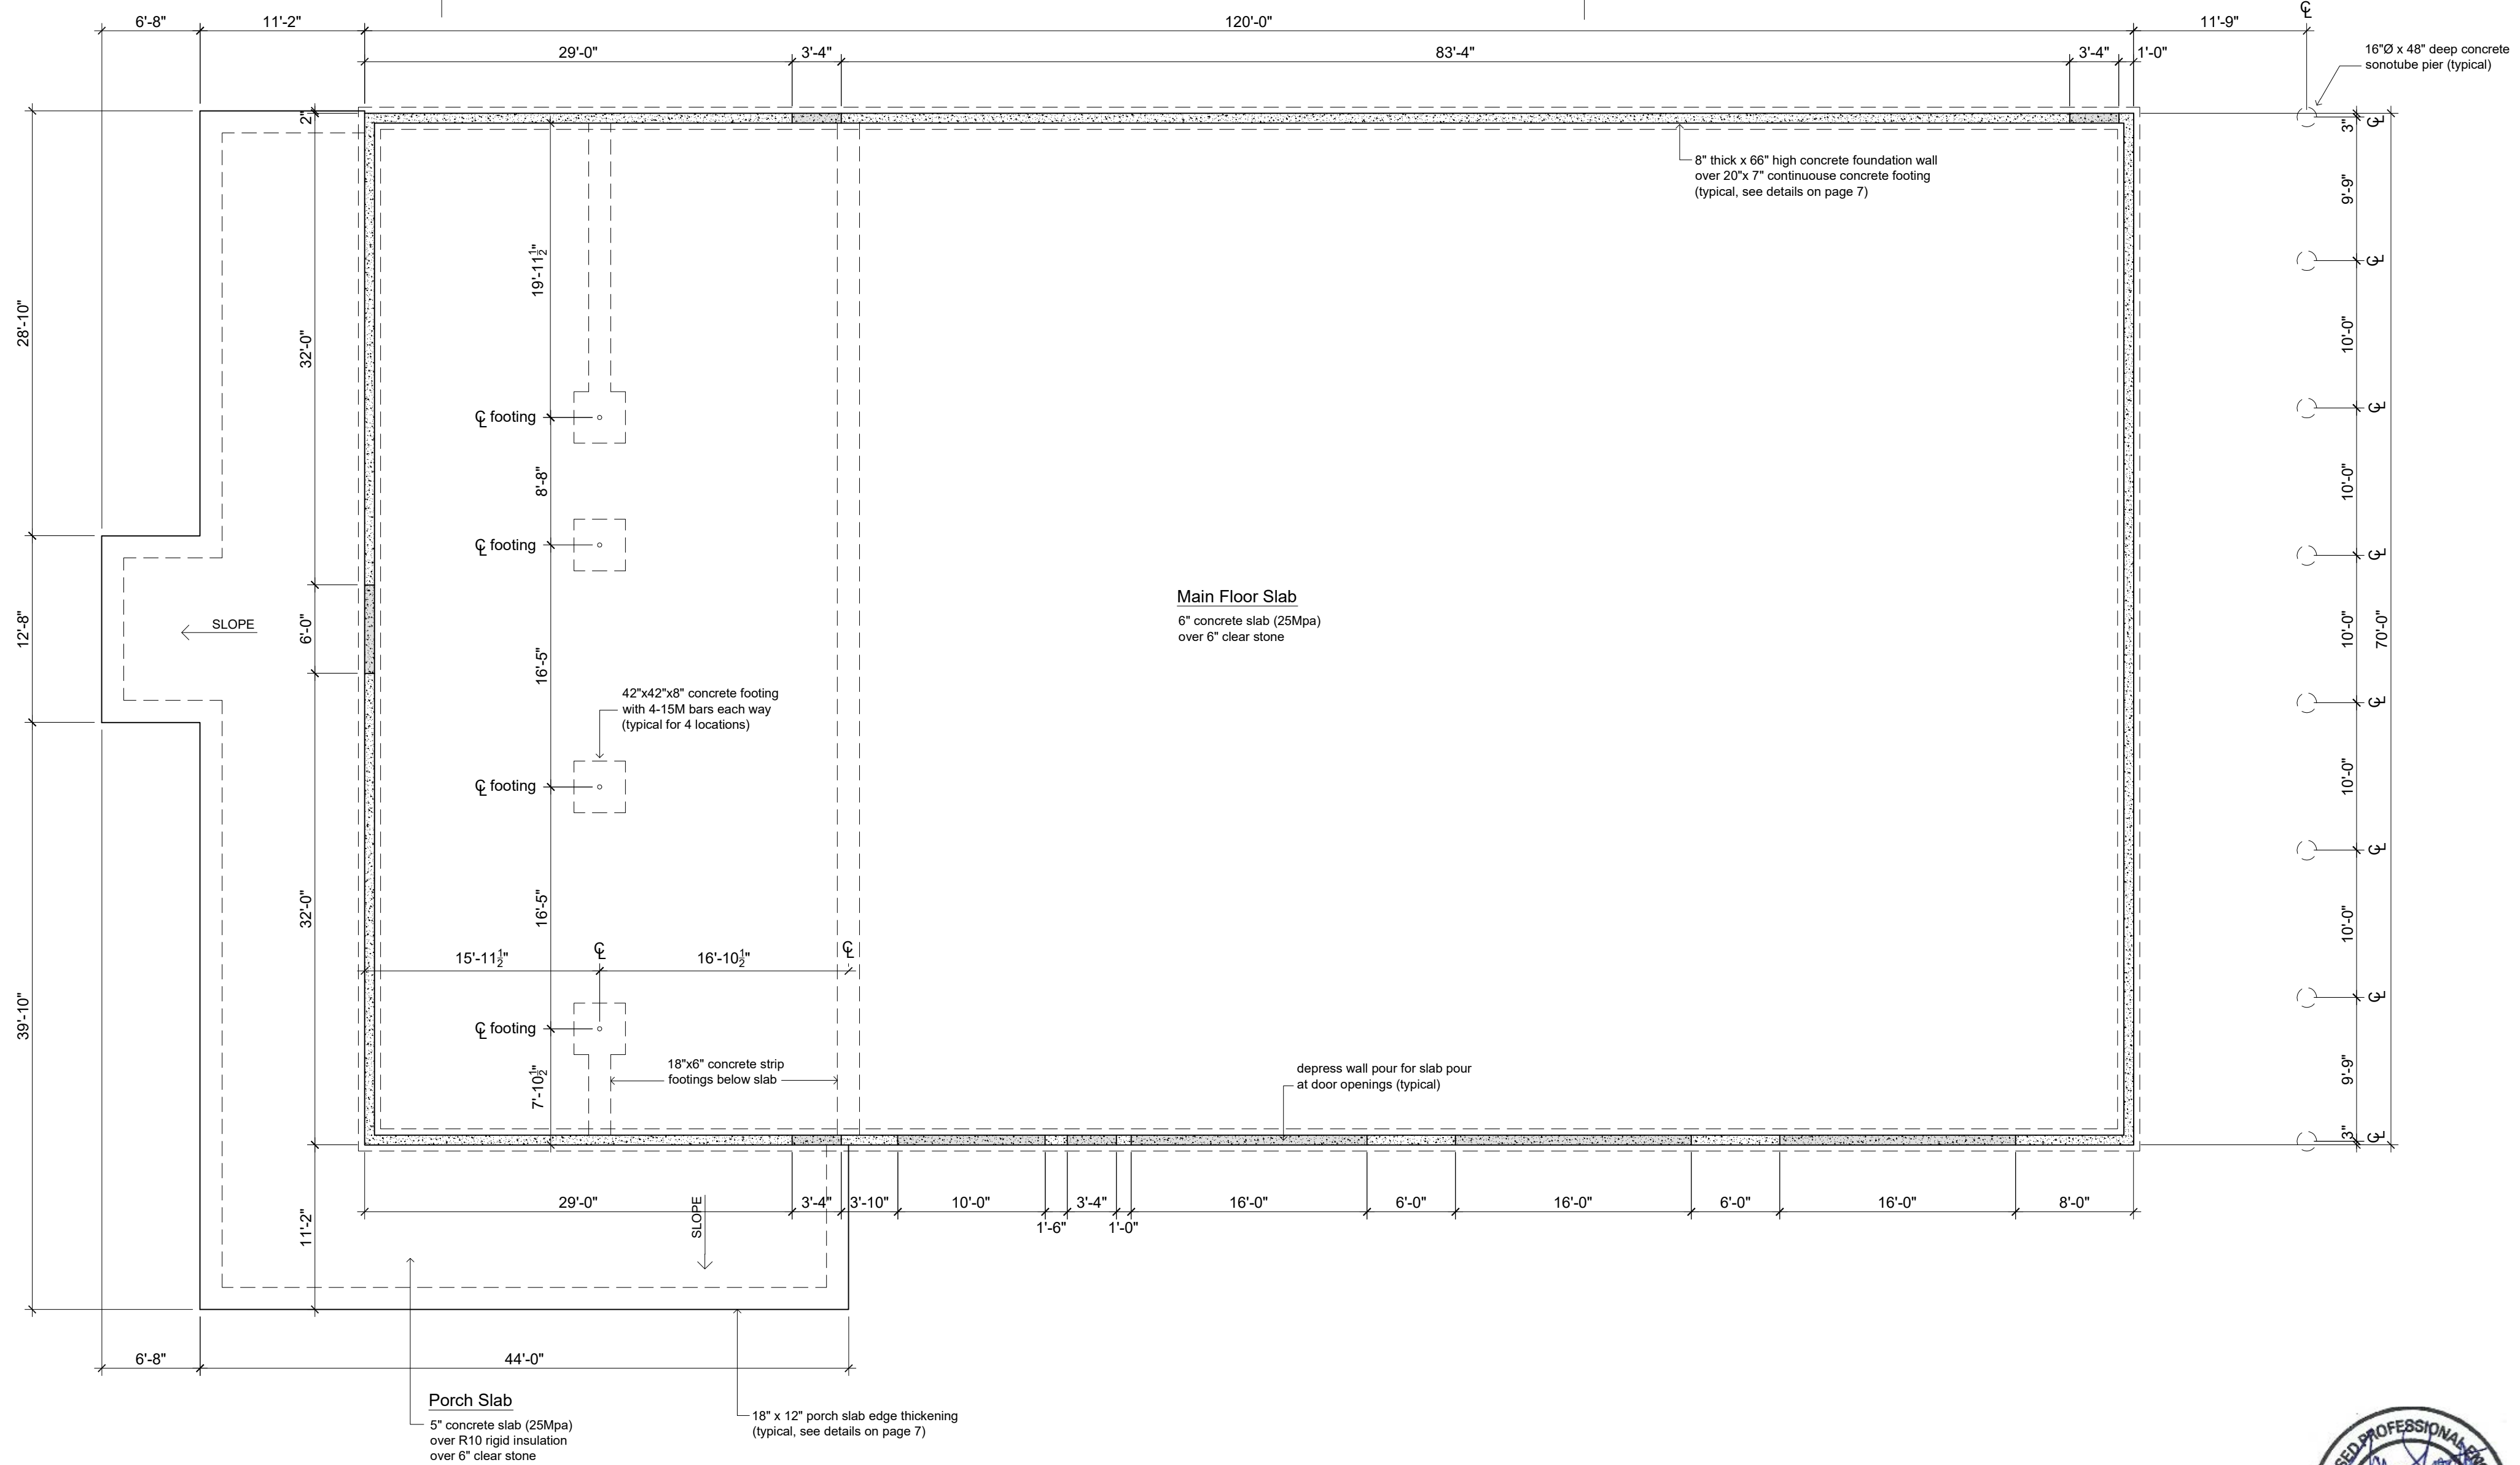 6'-8"
11'-2"
120'-0"
11'-9"
℄
29'-0"
3'-4"
83'-4"
3'-4"
1'-0"
16"Ø x 48" deep concrete
sonotube pier (typical)
2"
3"
℄
8" thick x 66" high concrete foundation wall
over 20"x 7" continuouse concrete footing
(typical, see details on page 7)
9'-9"
19'-11½"
℄
28'-10"
32'-0"
10'-0"
℄ footing
℄
8'-8"
10'-0"
℄ footing
℄
Main Floor Slab
6" concrete slab (25Mpa)
over 6" clear stone
12'-8"
SLOPE
6'-0"
16'-5"
10'-0"
70'-0"
42"x42"x8" concrete footing
with 4-15M bars each way
(typical for 4 locations)
℄
℄ footing
10'-0"
℄
32'-0"
16'-5"
10'-0"
℄
℄
15'-11½"
16'-10½"
39'-10"
℄
℄ footing
18"x6" concrete strip
footings below slab
7'-10½"
depress wall pour for slab pour
at door openings (typical)
9'-9"
3"
℄
11'-2"
29'-0"
SLOPE
3'-4"
3'-10"
10'-0"
1'-6"
3'-4"
1'-0"
16'-0"
6'-0"
16'-0"
6'-0"
16'-0"
8'-0"
6'-8"
44'-0"
Porch Slab
5" concrete slab (25Mpa)
over R10 rigid insulation
over 6" clear stone
18" x 12" porch slab edge thickening
(typical, see details on page 7)
PROFESSIONAL